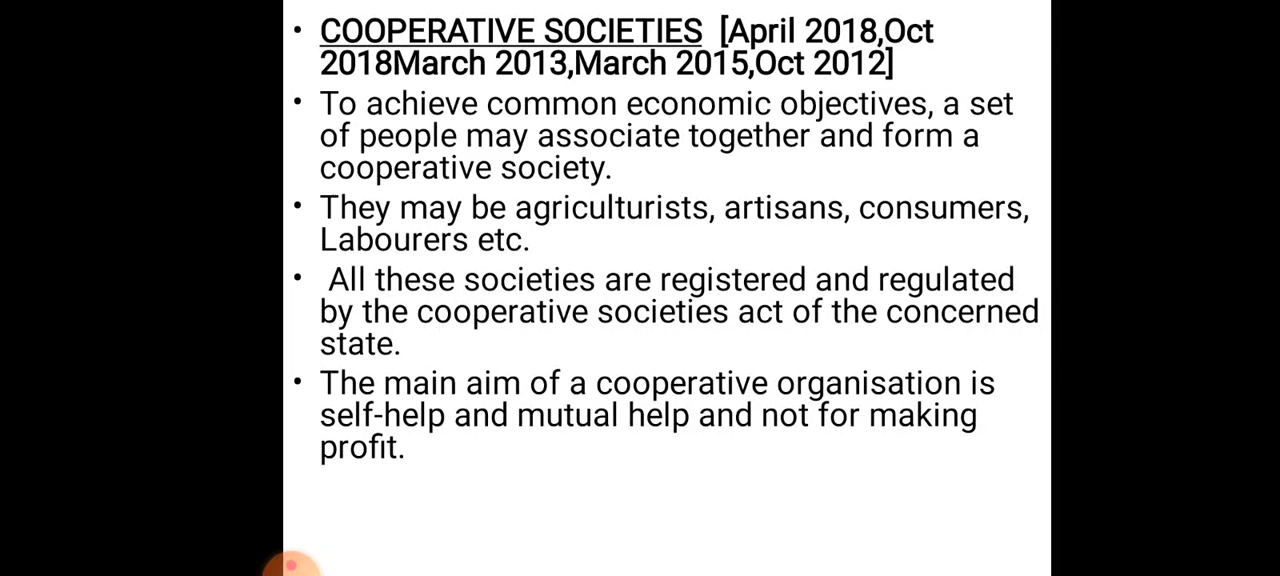 • COOPERATIVE SOCIETIES [April 2018,Oct
2018March 2013,March 2015,Oct 2012]
• To achieve common economic objectives, a set
of people may associate together and form a
cooperative society.
• They may be agriculturists, artisans, consumers,
Labourers etc.
• All these societies are registered and regulated
by the cooperative societies act of the concerned
state.
• The main aim of a cooperative organisation is
self-help and mutual help and not for making
profit.